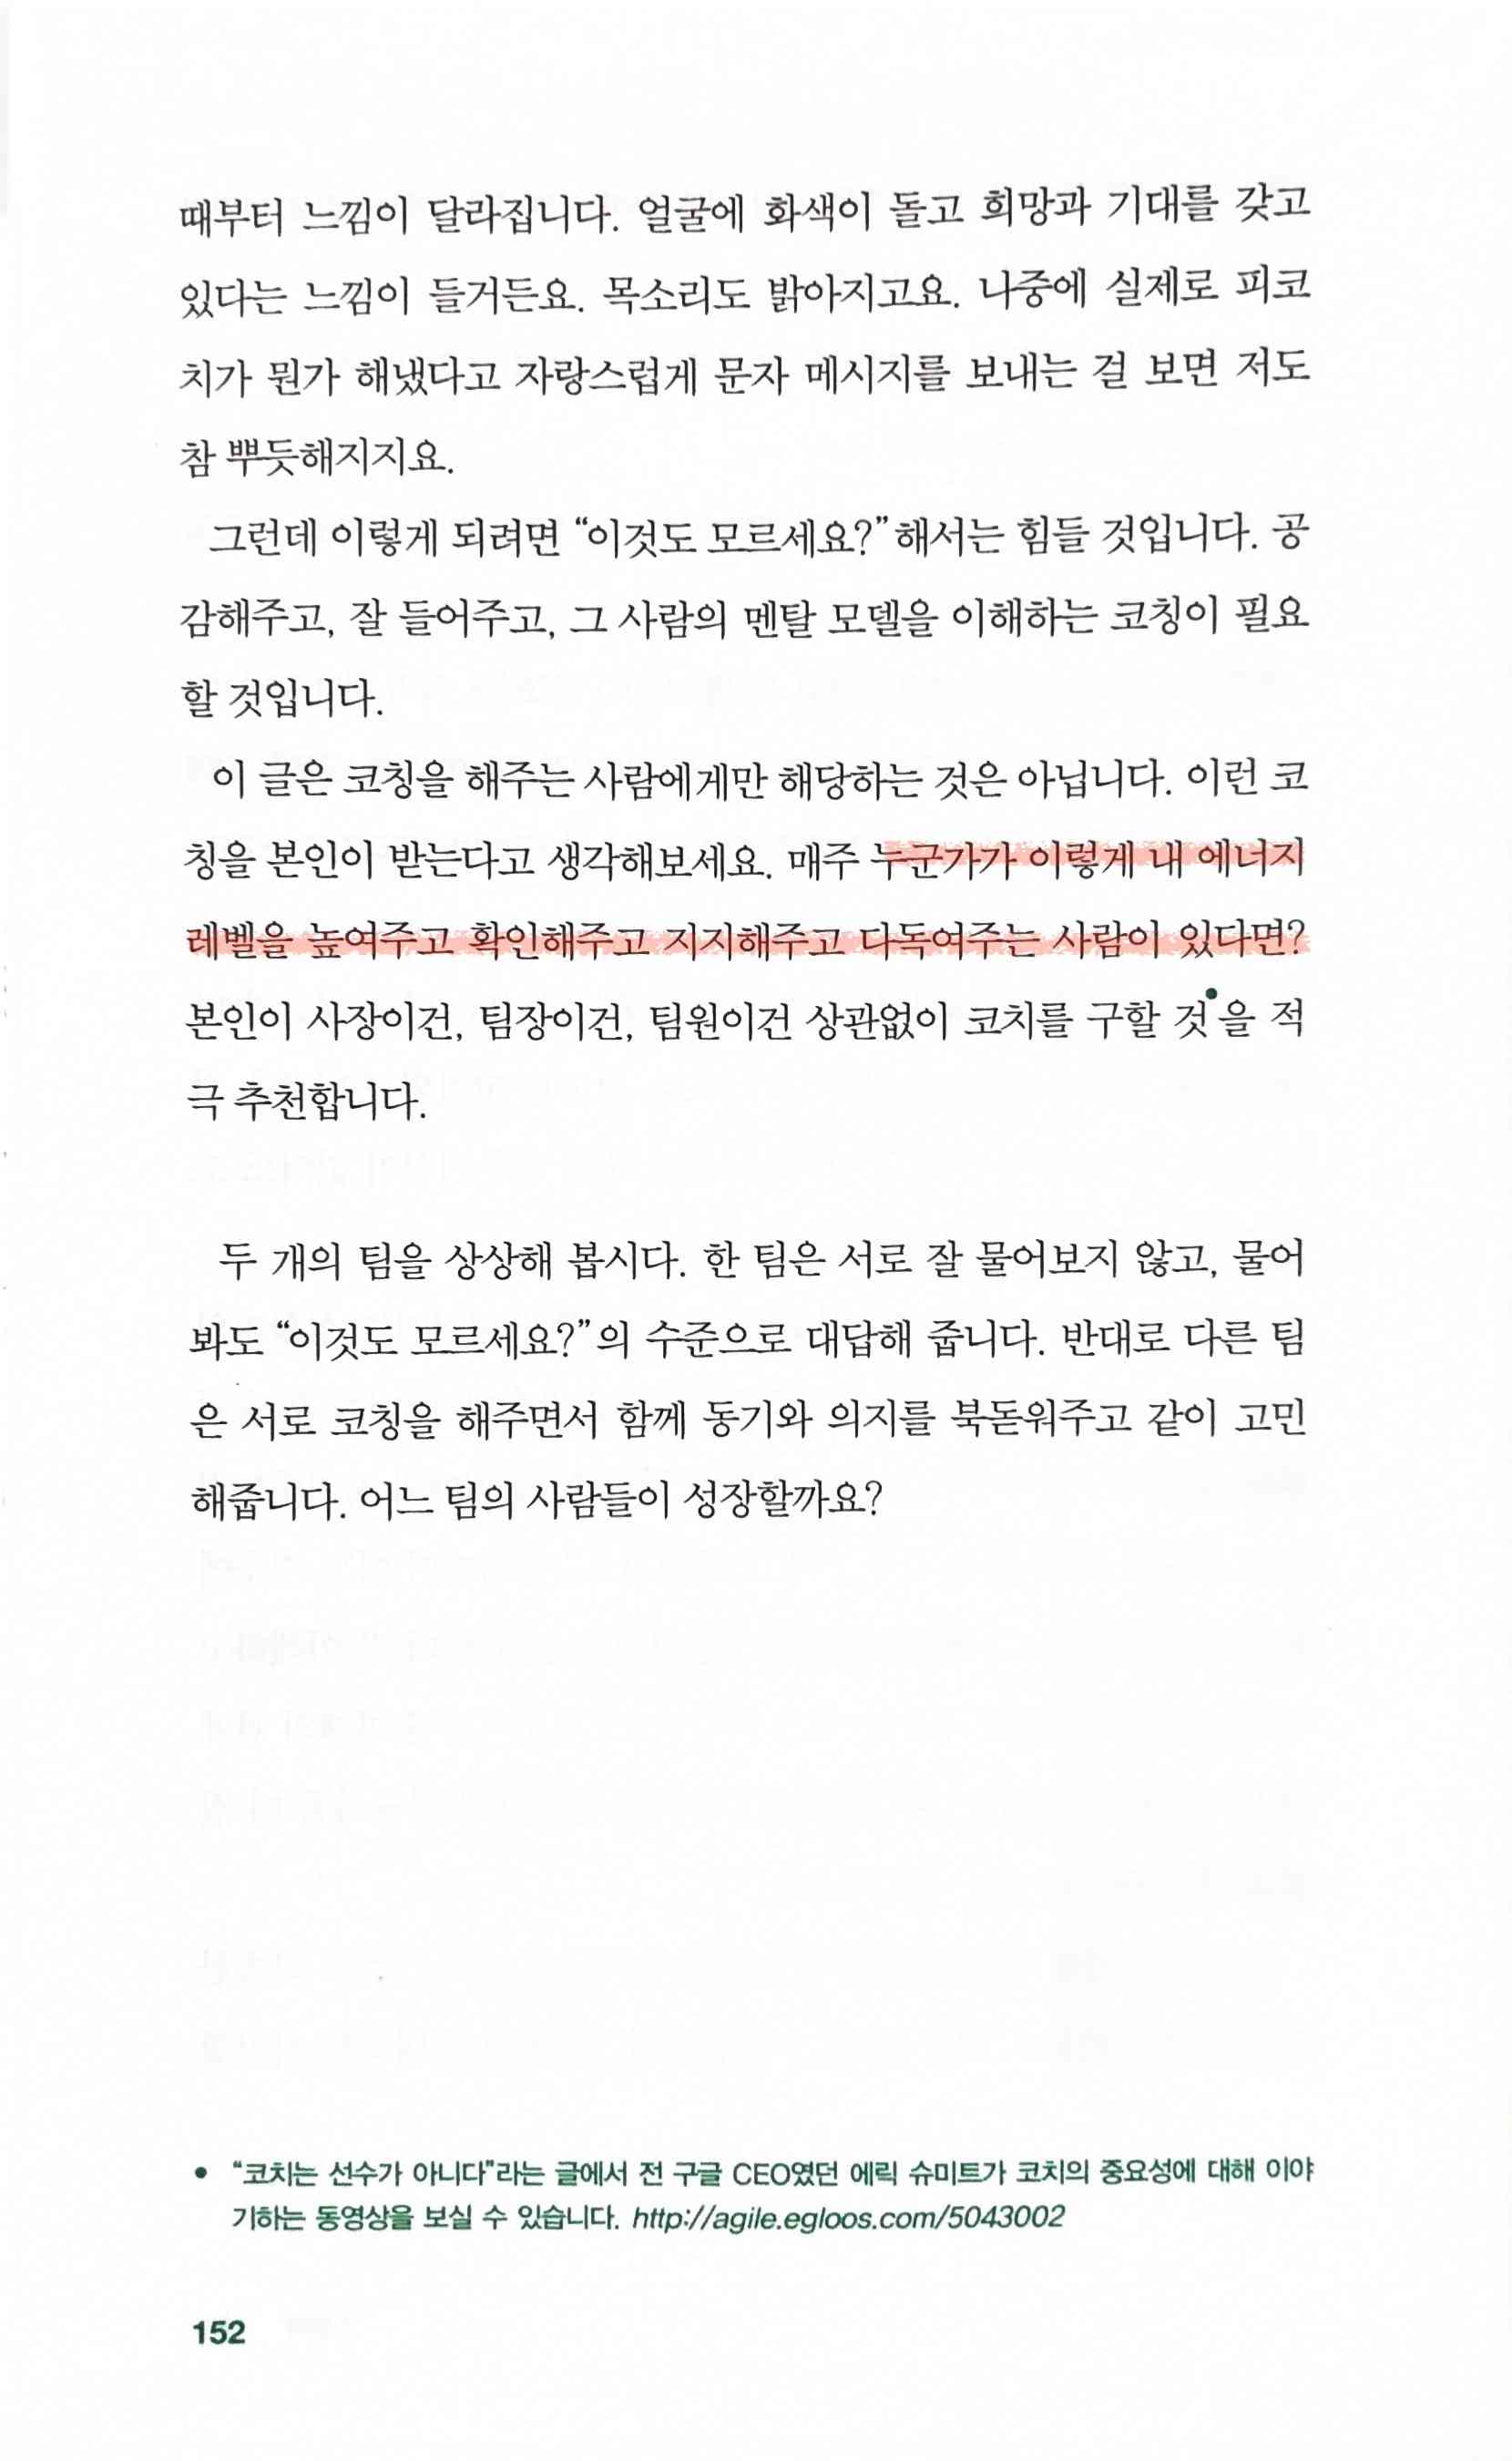 때부터 느낌이 달라집니다. 얼굴에 화색이 돌고 희망과 기대를 갖고
있다는 느낌이 들거든요. 목소리도 밝아지고요. 나중에 실제로 피코
치가 뭔가 해냈다고 자랑스럽게 문자 메시지를 보내는 걸 보면 저도
참 뿌듯해지지요.
그런데 이렇게 되려면 “이것도 모르세요?”해서는 힘들 것입니다. 공
감해주고, 잘 들어주고, 그 사람의 멘탈 모델을 이해하는 코칭이 필요
할 것입니다.
이 글은 코칭을 해주는 사람에게만 해당하는 것은 아닙니다. 이런 코
칭을 본인이 받는다고 생각해보세요. 매주 누군가가 이렇게 내 에너지
레벨을 높여주고 확인해주고 지지해주고 다독여주는 사람이 있다면?
본인이 사장이건, 팀장이건, 팀원이건 상관없이 코치를 구할 것•을 적
극 추천합니다.
두 개의 팀을 상상해 봅시다. 한 팀은 서로 잘 물어보지 않고, 물어
봐도 “이것도 모르세요?”의 수준으로 대답해 줍니다. 반대로 다른 팀
은 서로 코칭을 해주면서 함께 동기와 의지를 북돋워주고 같이 고민
해줍니다. 어느 팀의 사람들이 성장할까요?
• “코치는 선수가 아니다”라는 글에서 전 구글 CEO였던 에릭 슈미트가 코치의 중요성에 대해 이야
기하는 동영상을 보실 수 있습니다. http://agile.egloos.com/5043002
152